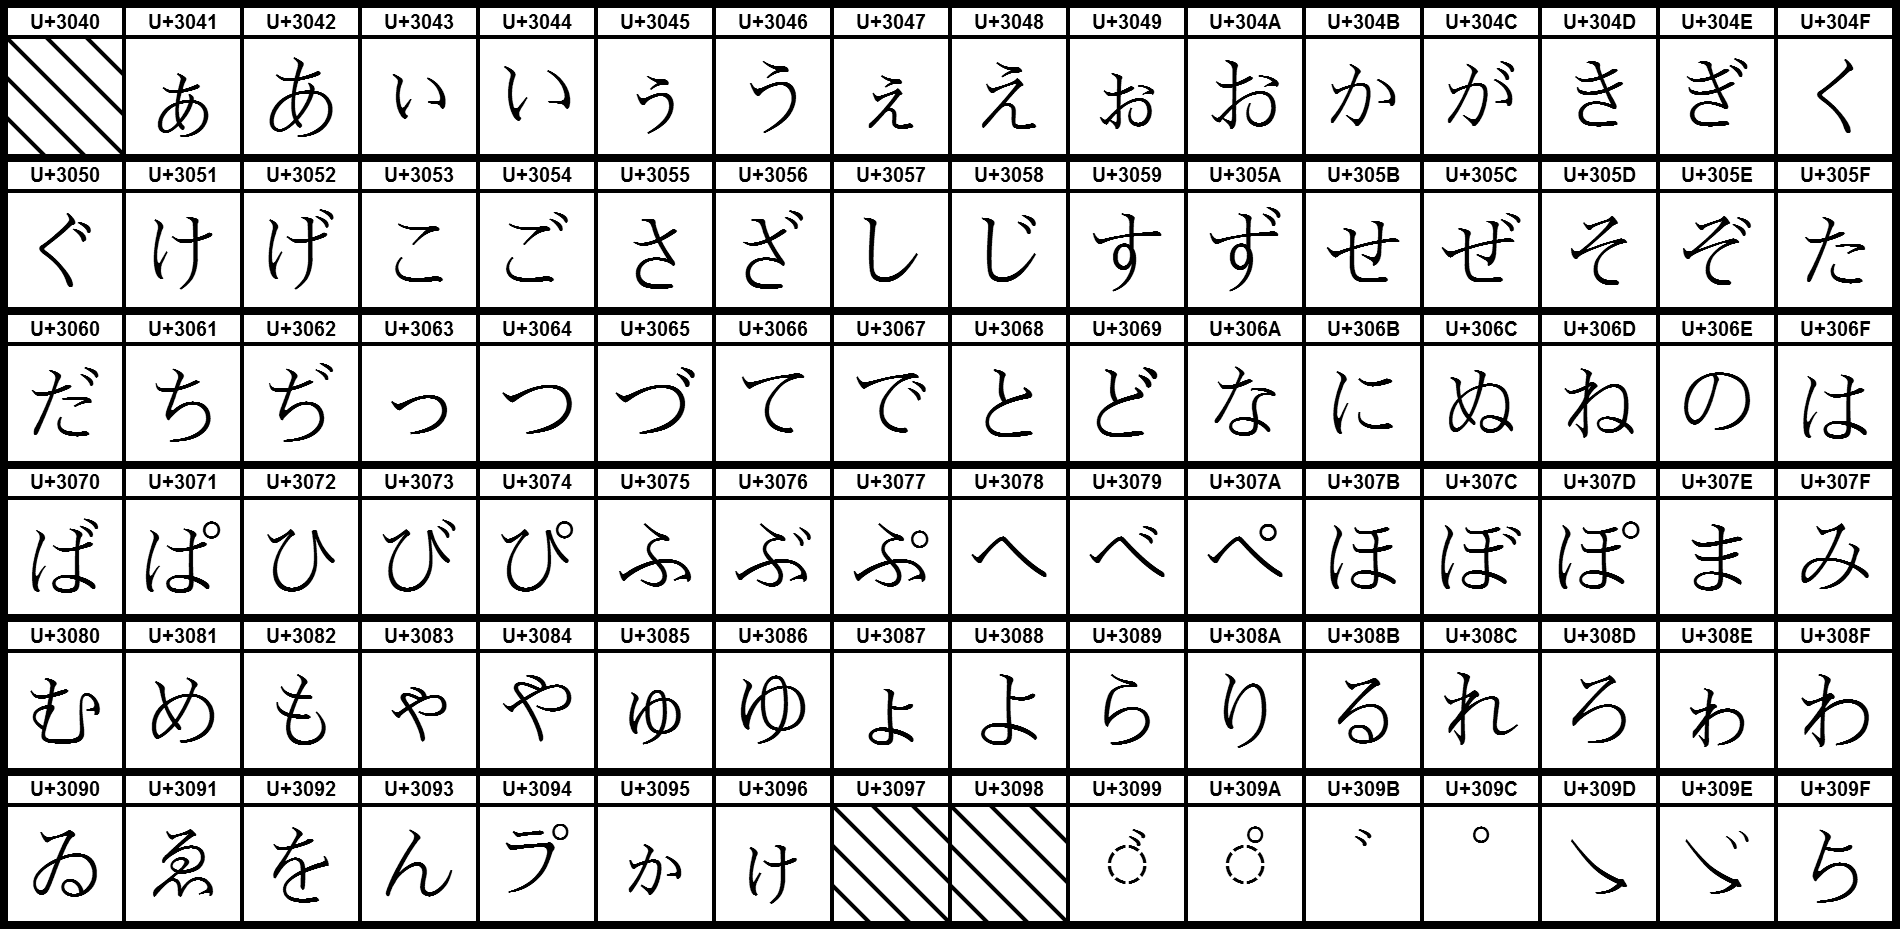 U+3040 U+3041 U+3042 U+3043 U+3044 U+3045 U+3046 U+3047 U+3048 U+3049 U+304A U+304B U+304C U+304D U+304E U+304F
ぁ あ ぃ い ぅ う ぇ え ぉ お か が き ぎ く
U+3050 U+3051 U+3052 U+3053 U+3054 U+3055 U+3056 U+3057 U+3058 U+3059 U+305A U+305B U+305C U+305D U+305E U+305F
ぐ け げ こ ご さ ざ し じ す ず せ ぜ そ ぞ た
U+3060 U+3061 U+3062 U+3063 U+3064 U+3065 U+3066 U+3067 U+3068 U+3069 U+306A U+306B U+306C U+306D U+306E U+306F
だ ち ぢ っ つ づ て で と ど な に ぬ ね の は
U+3070 U+3071 U+3072 U+3073 U+3074 U+3075 U+3076 U+3077 U+3078 U+3079 U+307A U+307B U+307C U+307D U+307E U+307F
ば ぱ ひ び ぴ ふ ぶ ぷ へ べ ぺ ほ ぼ ぽ ま み
U+3080 U+3081 U+3082 U+3083 U+3084 U+3085 U+3086 U+3087 U+3088 U+3089 U+308A U+308B U+308C U+308D U+308E U+308F
む め も ゃ や ゅ ゆ ょ よ ら り る れ ろ ゎ わ
U+3090 U+3091 U+3092 U+3093 U+3094 U+3095 U+3096 U+3097 U+3098 U+3099 U+309A U+309B U+309C U+309D U+309E U+309F
ゐ ゑ を ん ラ゚ ゕ ゖ ◌゙ ◌゚ ゛ ゜ ゝ ゞ ゟ